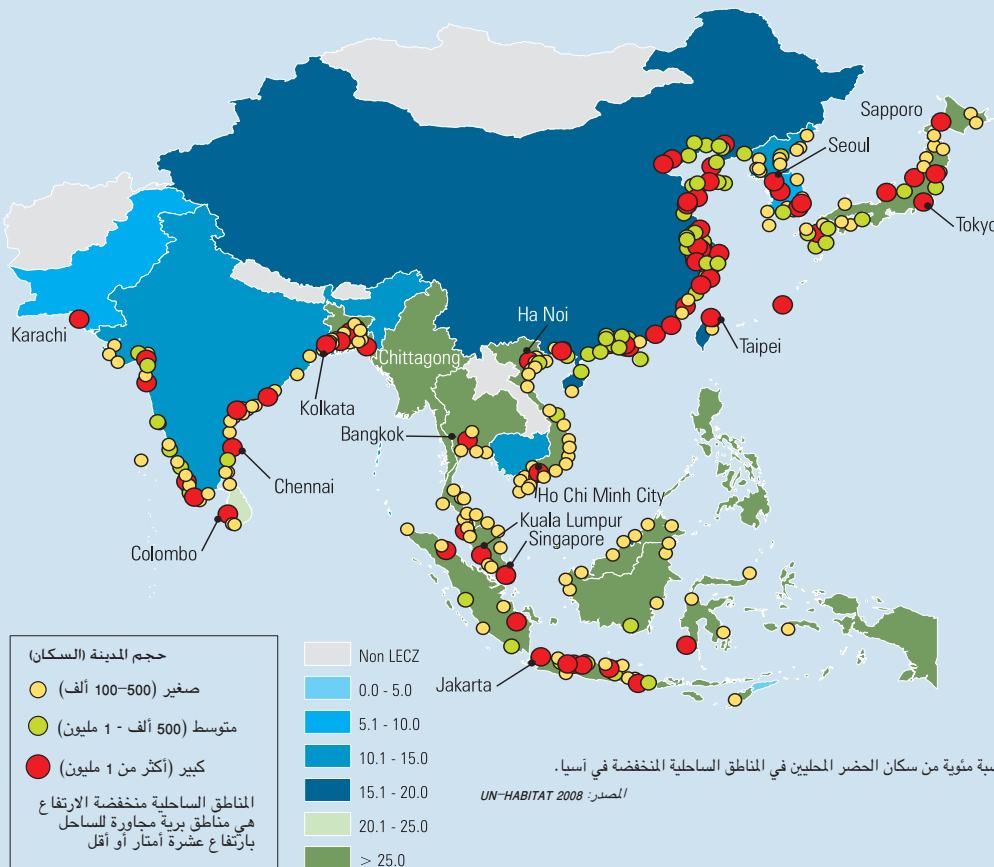 Sapporo
Seoul
Tokyo
Karachi
Ha Noi
Taipei
Chittagong
Kolkata
Bangkok
Chennai
Ho Chi Minh City
Kuala Lumpur
Singapore
Colombo
Jakarta
حجم المدينة (السكان)
صغير (500–100 ألف)
متوسط (500 ألف - 1 مليون)
كبير (أكثر من 1 مليون)
المناطق الساحلية منخفضة الارتفاع
هي مناطق برية مجاورة للساحل
بارتفاع عشرة أمتار أو أقل
Non LECZ
0.0 - 5.0
5.1 - 10.0
10.1 - 15.0
15.1 - 20.0
20.1 - 25.0
> 25.0
سبة مئوية من سكان الحضر المحليين في المناطق الساحلية المنخفضة في آسيا.
المصدر: UN-HABITAT 2008